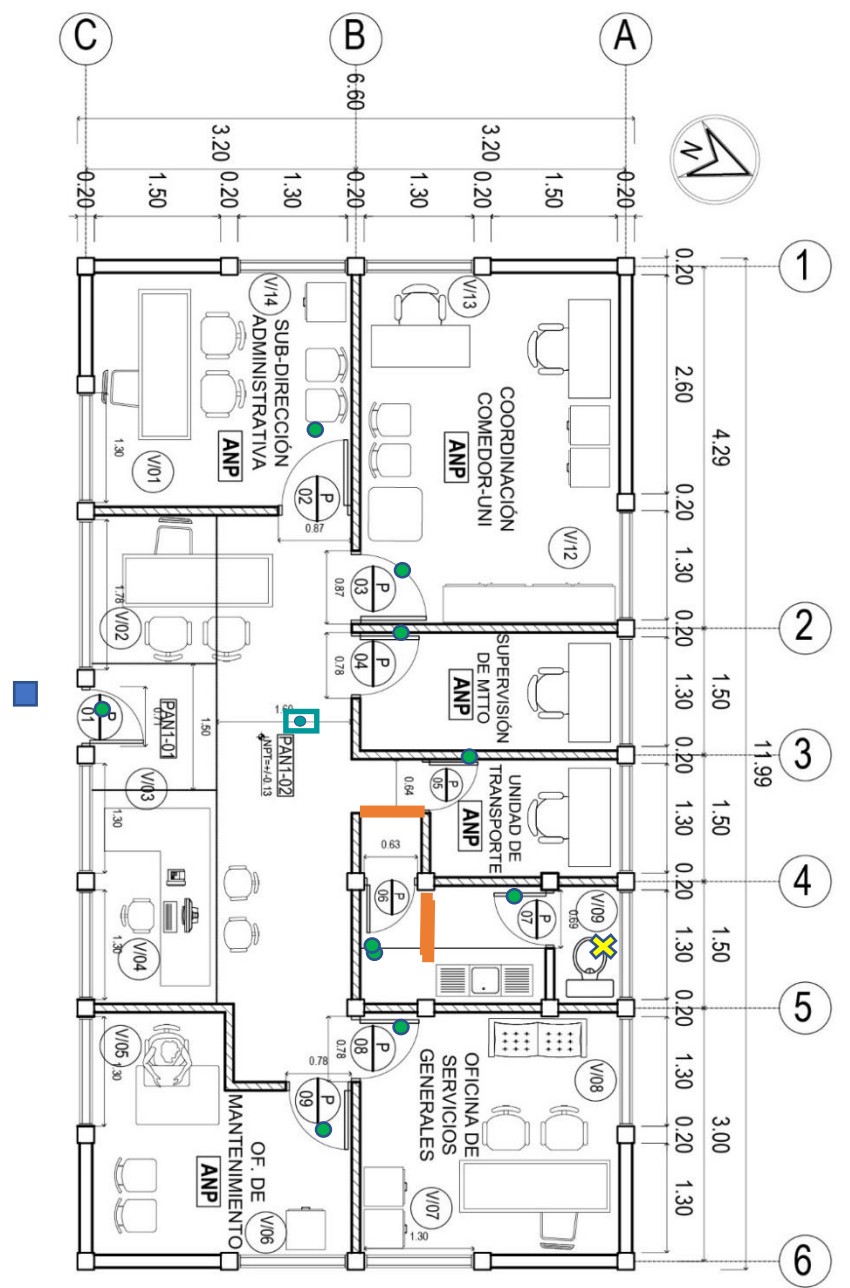 C
B
A
6.60
3.20
3.20
0.20
1.50
0.20
1.30
0.20
1.30
0.20
1.50
0.20
N
1
2
3
4
5
6
0.20
2.60
0.20
1.30
0.20
1.30
0.20
1.30
0.20
1.30
0.20
1.30
0.20
1.30
4.29
1.50
1.50
1.50
3.00
11.99
V/14
SUB-DIRECCIÓN
ADMINISTRATIVA
ANP
V/01
1.30
P
02
0.87
V/13
COORDINACIÓN
COMEDOR-UNI
ANP
V/12
P
03
0.87
1.78
V/02
P
04
0.78
SUPERVISIÓN
DE MTTO
ANP
P
01
PAN1-01
0.77
1.50
1.60
PAN1-02
NPT=+/-0.13
V/03
1.30
P
05
0.64
UNIDAD DE
TRANSPORTE
ANP
0.63
P
06
P
07
0.69
V/09
V/04
1.30
V/05
1.30
0.78
P
09
OF. DE
MANTENIMIENTO
ANP
V/06
P
08
0.78
OFICINA DE
SERVICIOS
GENERALES
V/08
V/07
1.30